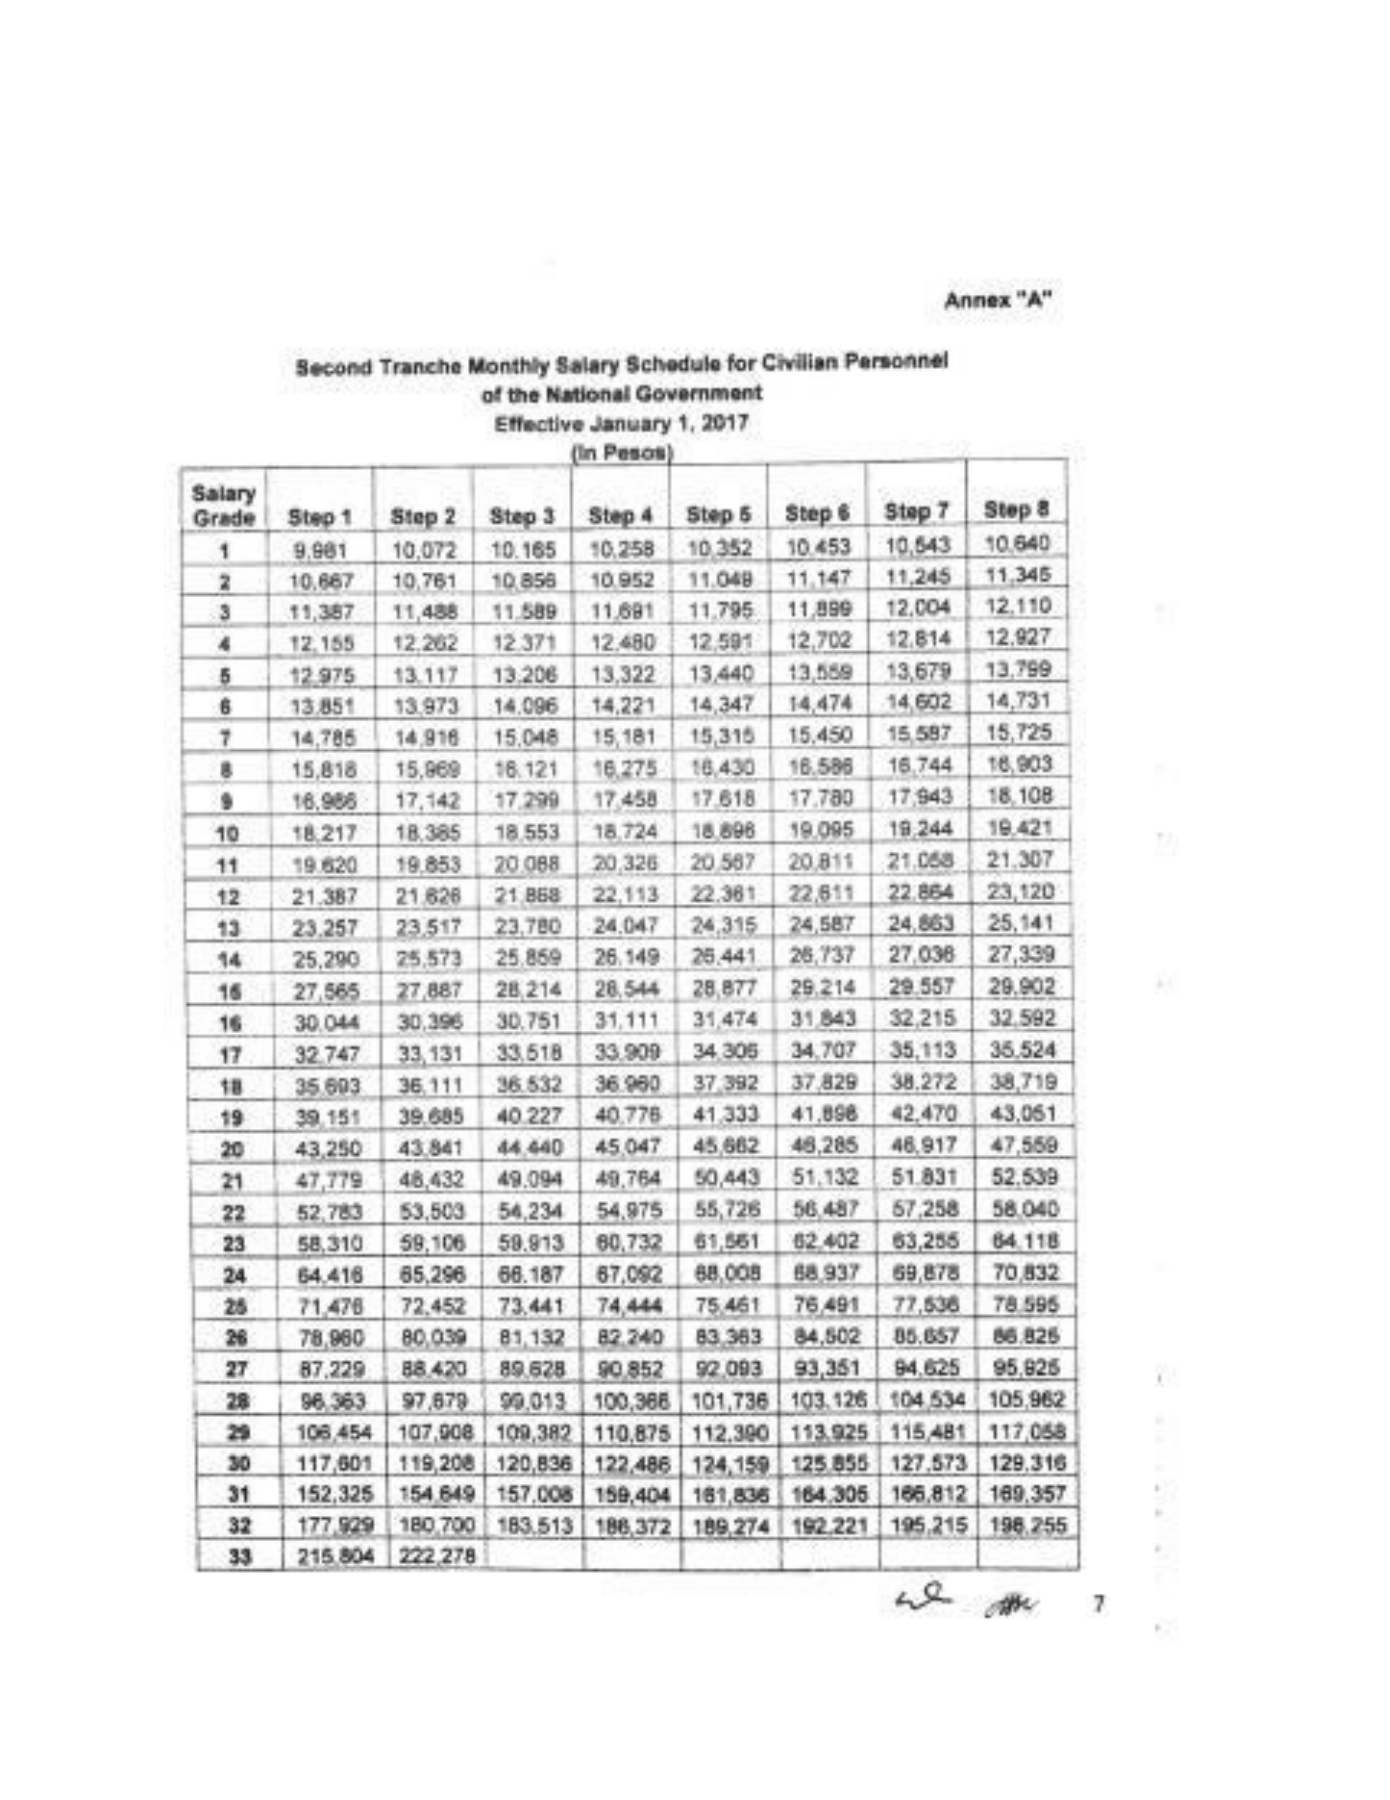 Annex "A"
Second Tranche Monthly Salary Schedule for Civilian Personnel
of the National Government
Effective January 1, 2017
(In Pesos)
Salary Grade Step 1 Step 2 Step 3 Step 4 Step 5 Step 6 Step 7 Step 8
1 9,981 10,072 10,165 10,258 10,352 10,453 10,543 10,640
2 10,667 10,761 10,856 10,952 11,049 11,147 11,245 11,345
3 11,387 11,488 11,589 11,691 11,795 11,899 12,004 12,110
4 12,155 12,262 12,371 12,480 12,591 12,702 12,814 12,927
5 12,975 13,117 13,206 13,322 13,440 13,559 13,679 13,799
6 13,851 13,973 14,096 14,221 14,347 14,474 14,602 14,731
7 14,785 14,916 15,048 15,181 15,315 15,450 15,587 15,725
8 15,818 15,969 16,121 16,275 16,430 16,586 16,744 16,903
9 16,986 17,142 17,299 17,458 17,618 17,780 17,943 18,108
10 18,217 18,385 18,553 18,724 18,896 19,095 19,244 19,421
11 19,620 19,853 20,088 20,326 20,567 20,811 21,058 21,307
12 21,387 21,626 21,868 22,113 22,361 22,611 22,864 23,120
13 23,257 23,517 23,780 24,047 24,315 24,587 24,863 25,141
14 25,290 25,573 25,859 26,149 26,441 26,737 27,036 27,339
15 27,565 27,887 28,214 28,544 28,877 29,214 29,557 29,902
16 30,044 30,396 30,751 31,111 31,474 31,843 32,215 32,592
17 32,747 33,131 33,518 33,909 34,306 34,707 35,113 35,524
18 35,693 36,111 36,532 36,960 37,392 37,829 38,272 38,719
19 39,151 39,685 40,227 40,776 41,333 41,898 42,470 43,051
20 43,250 43,841 44,440 45,047 45,662 46,285 46,917 47,559
21 47,779 48,432 49,094 49,764 50,443 51,132 51,831 52,539
22 52,783 53,503 54,234 54,975 55,726 56,487 57,258 58,040
23 58,310 59,106 59,913 60,732 61,561 62,402 63,255 64,118
24 64,416 65,296 66,187 67,092 68,008 68,937 69,878 70,832
25 71,476 72,452 73,441 74,444 75,461 76,491 77,536 78,595
26 78,960 80,039 81,132 82,240 83,363 84,502 85,657 86,825
27 87,229 88,420 89,628 90,852 92,093 93,351 94,625 95,925
28 96,363 97,679 99,013 100,366 101,736 103,126 104,534 105,962
29 106,454 107,908 109,382 110,875 112,390 113,925 115,481 117,058
30 117,601 119,208 120,836 122,486 124,159 125,855 127,573 129,316
31 152,325 154,649 157,008 159,404 161,836 164,305 166,812 169,357
32 177,929 180,700 183,513 186,372 189,274 192,221 195,215 198,255
33 215,804 222,278
7